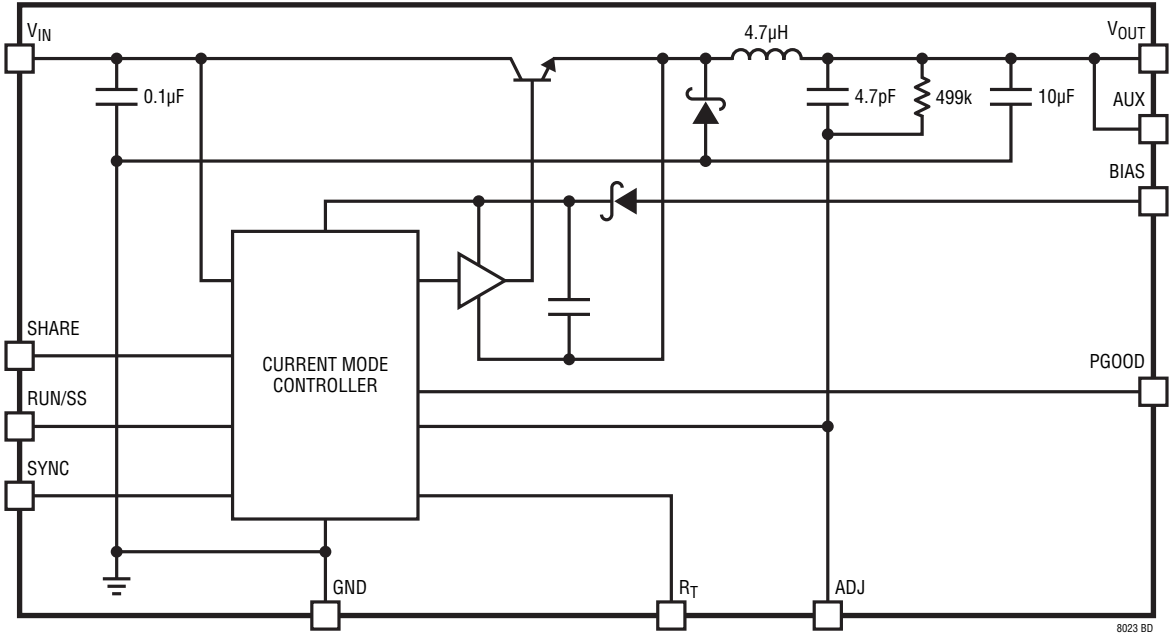 VIN
VOUT
4.7µH
0.1µF
4.7pF
499k
10µF
AUX
BIAS
SHARE
CURRENT MODE
CONTROLLER
PGOOD
RUN/SS
SYNC
GND
RT
ADJ
8023 BD